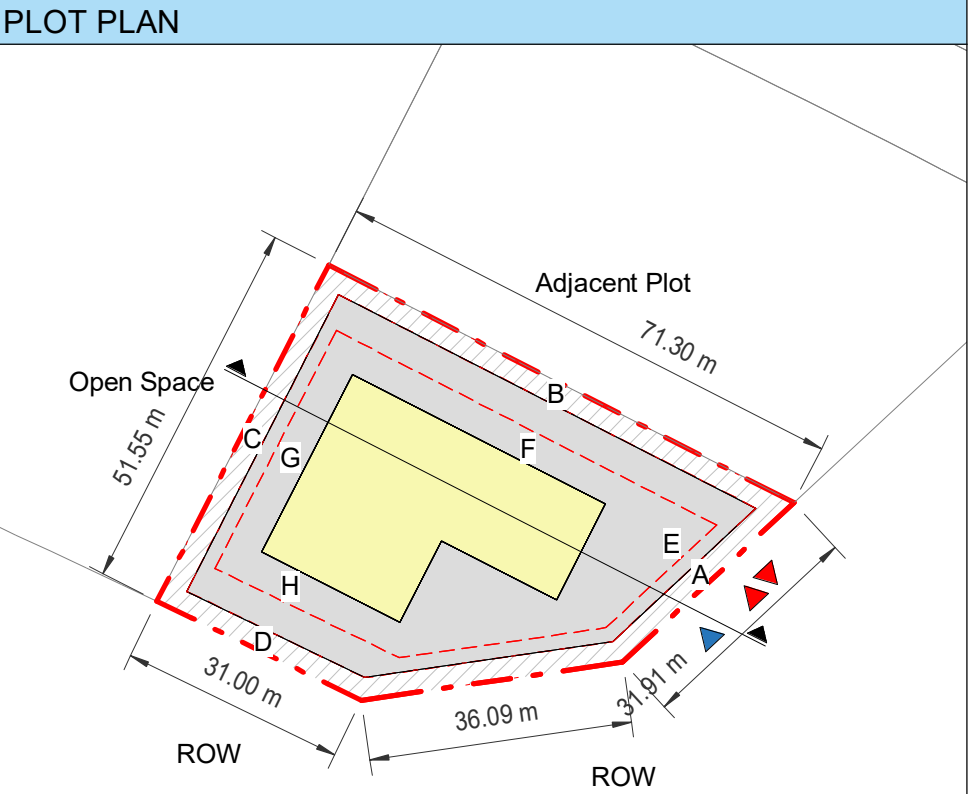 PLOT PLAN
Adjacent Plot
71.30 m
Open Space
B
C
G
F
51.55 m
E
A
H
D
31.00 m
36.09 m
31.91 m
ROW
ROW